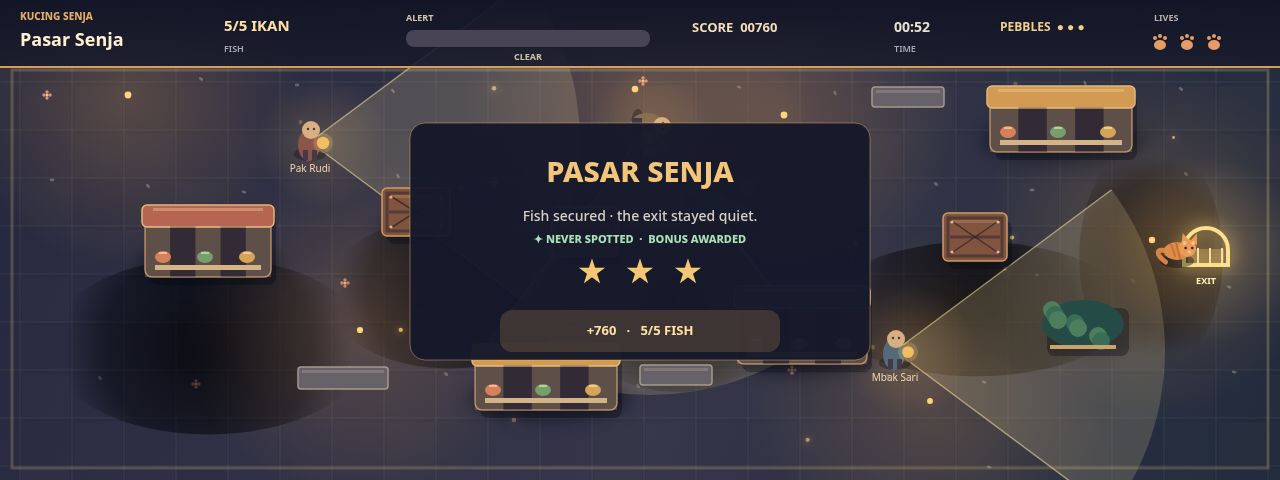 KUCING SENJA
Pasar Senja
5/5 IKAN
FISH
ALERT
CLEAR
SCORE 00760
00:52
TIME
PEBBLES ● ● ●
LIVES
Pak Rudi
PASAR SENJA
Fish secured · the exit stayed quiet.
✦ NEVER SPOTTED · BONUS AWARDED
★ ★ ★
+760 · 5/5 FISH
EXIT
Mbak Sari